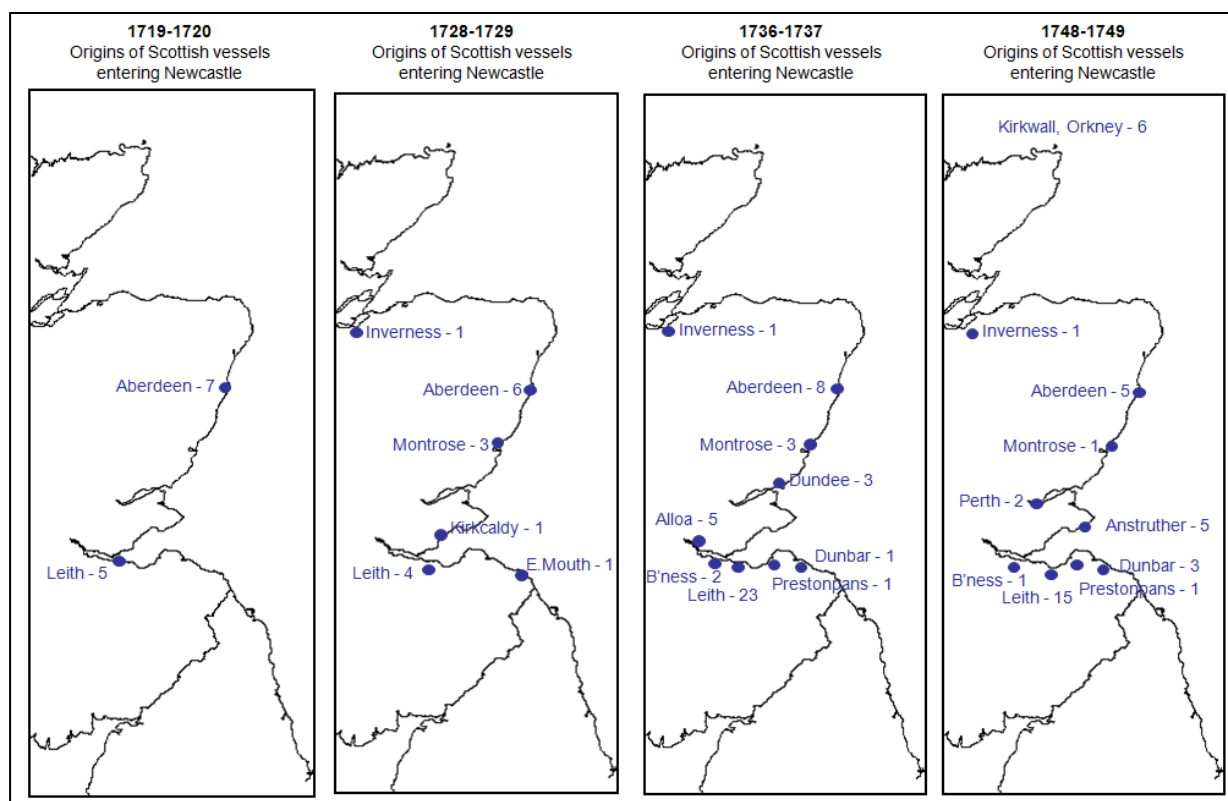 1719-1720
Origins of Scottish vessels
entering Newcastle
Aberdeen - 7
Leith - 5
1728-1729
Origins of Scottish vessels
entering Newcastle
Inverness - 1
Aberdeen - 6
Montrose - 3
Kirkcaldy - 1
Leith - 4
E.Mouth - 1
1736-1737
Origins of Scottish vessels
entering Newcastle
Inverness - 1
Aberdeen - 8
Montrose - 3
Dundee - 3
Alloa - 5
Dunbar - 1
B'ness - 2
Prestonpans - 1
Leith - 23
1748-1749
Origins of Scottish vessels
entering Newcastle
Kirkwall, Orkney - 6
Inverness - 1
Aberdeen - 5
Montrose - 1
Perth - 2
Anstruther - 5
Dunbar - 3
B'ness - 1
Prestonpans - 1
Leith - 15